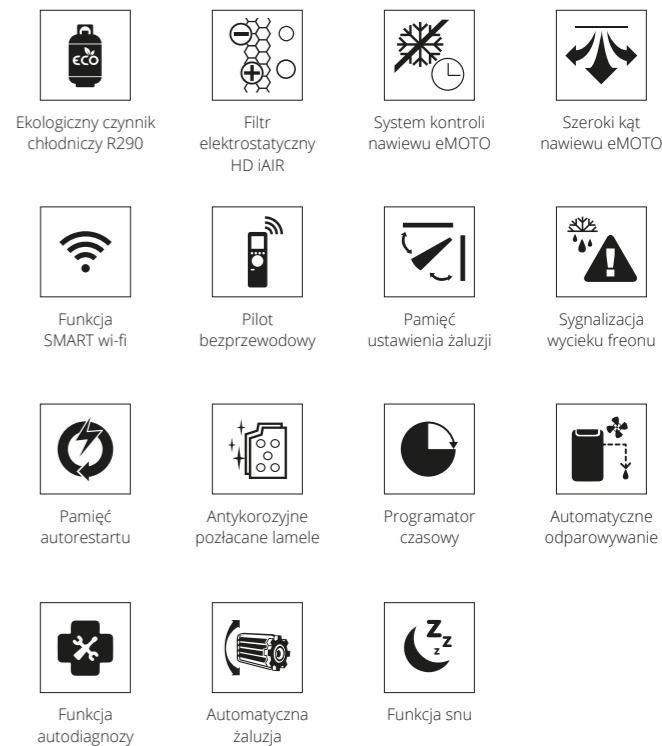 ECO
Ekologiczny czynnik
chłodniczy R290
Filtr
elektrostatyczny
HD iAIR
System kontroli
nawiewu eMOTO
Szeroki kąt
nawiewu eMOTO
Funkcja
SMART wi-fi
Pilot
bezprzewodowy
Pamięć
ustawienia żaluzji
Sygnalizacja
wycieku freonu
Pamięć
autorestartu
Antykorozyjne
pozłacane lamele
Programator
czasowy
Automatyczne
odparowywanie
Funkcja
autodiagnozy
Automatyczna
żaluzja
Z z z
Funkcja snu